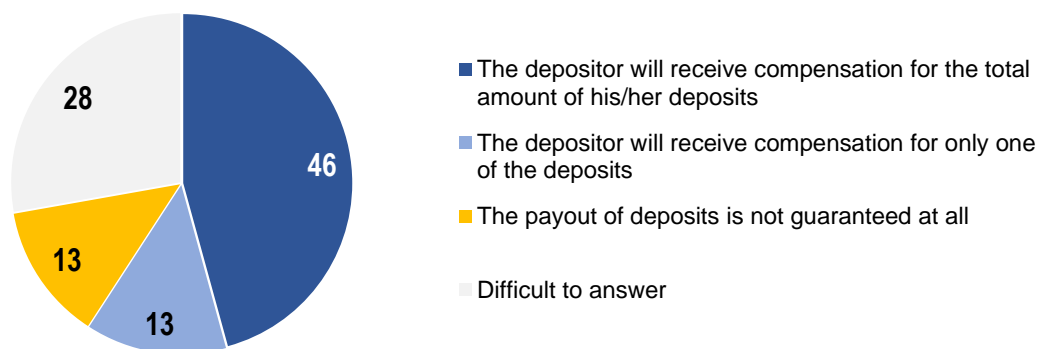 28
46
13
13
The depositor will receive compensation for the total
amount of his/her deposits
The depositor will receive compensation for only one
of the deposits
The payout of deposits is not guaranteed at all
Difficult to answer